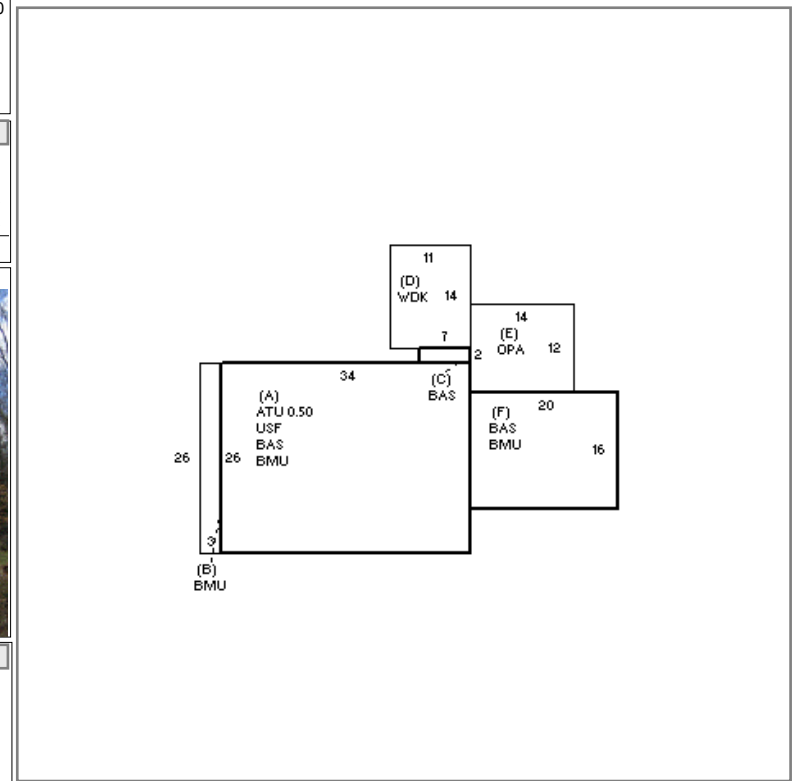 11
(D)
WDK 14
7
14
(E)
OPA 12
2
34
(C)
BAS
(A)
ATU 0.50
USF
BAS
BMU
26
26
20
(F)
BAS
BMU
16
3
(B)
BMU